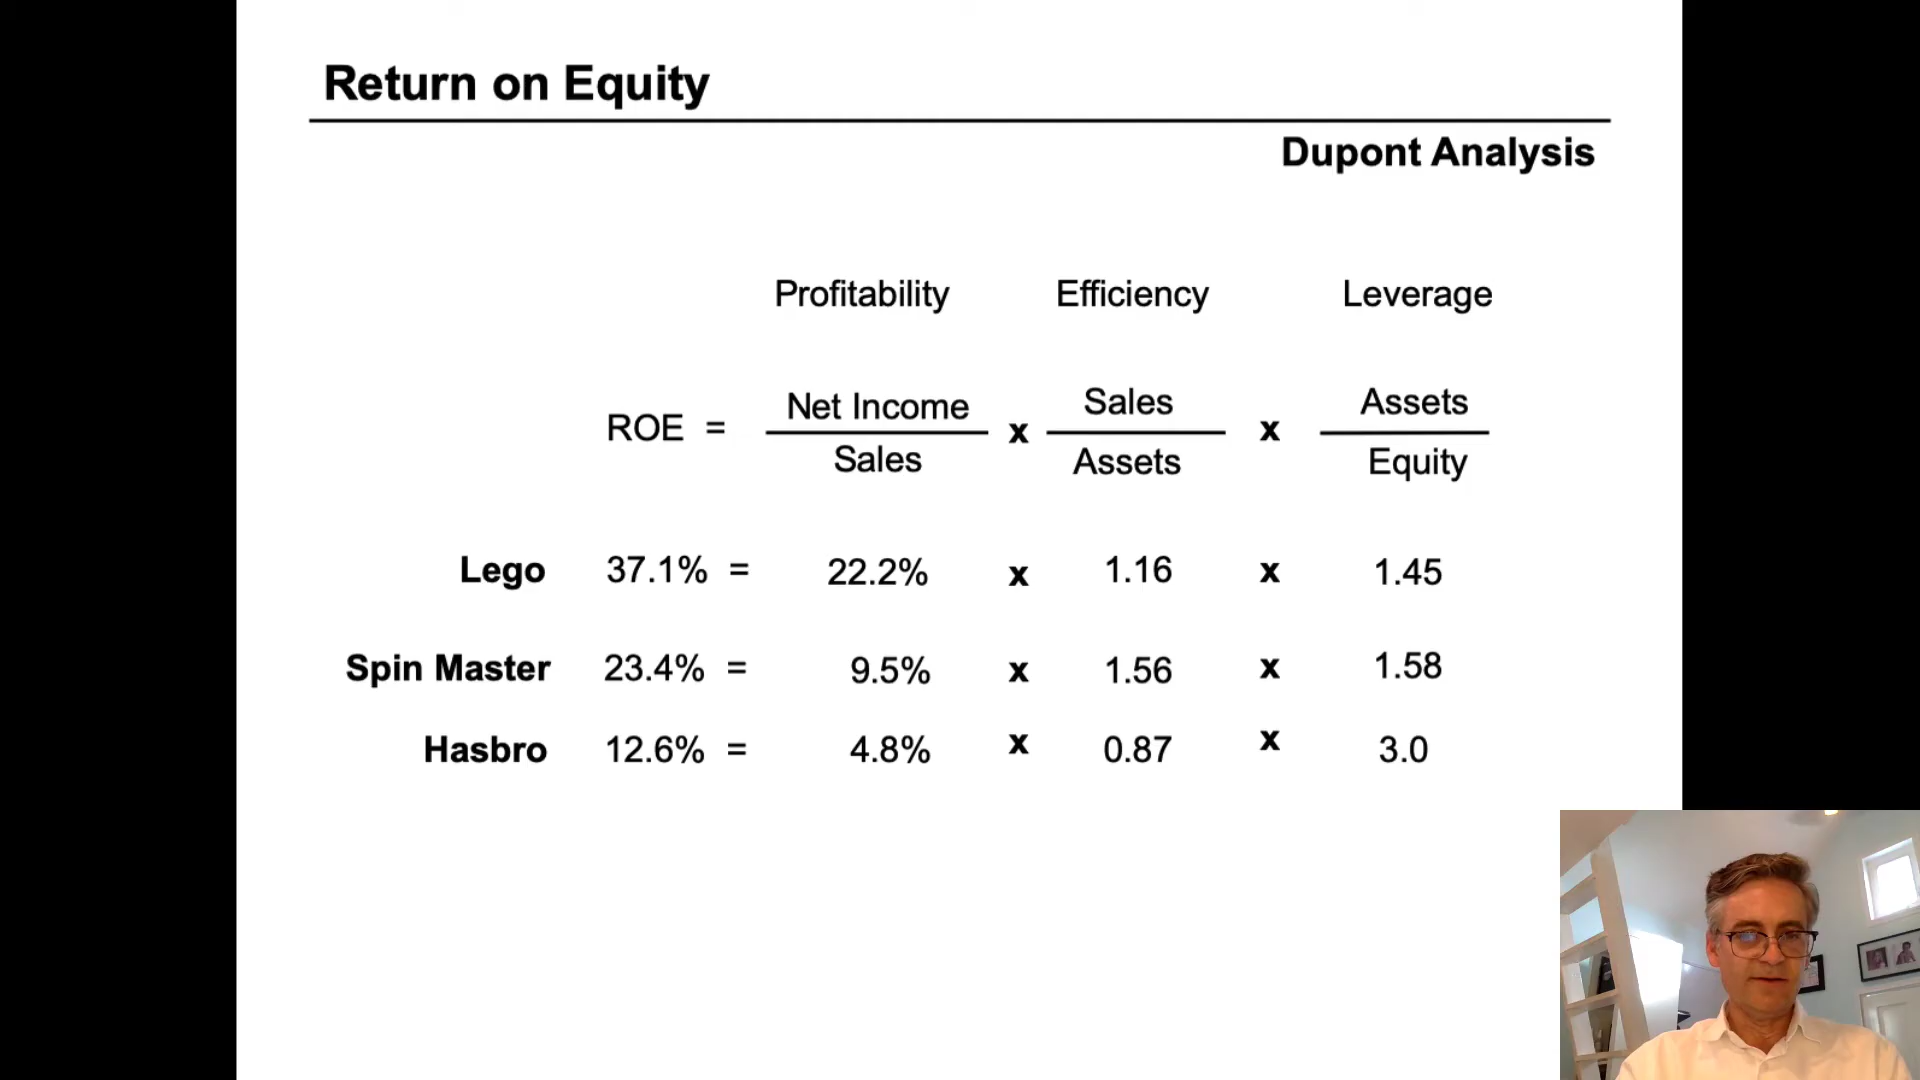 Return on Equity
Dupont Analysis
Profitability Efficiency Leverage
Net Income Sales Assets
ROE = x x
Sales Assets Equity
Lego 37.1% = 22.2% x 1.16 x 1.45
Spin Master 23.4% = 9.5% x 1.56 x 1.58
Hasbro 12.6% = 4.8% x 0.87 x 3.0